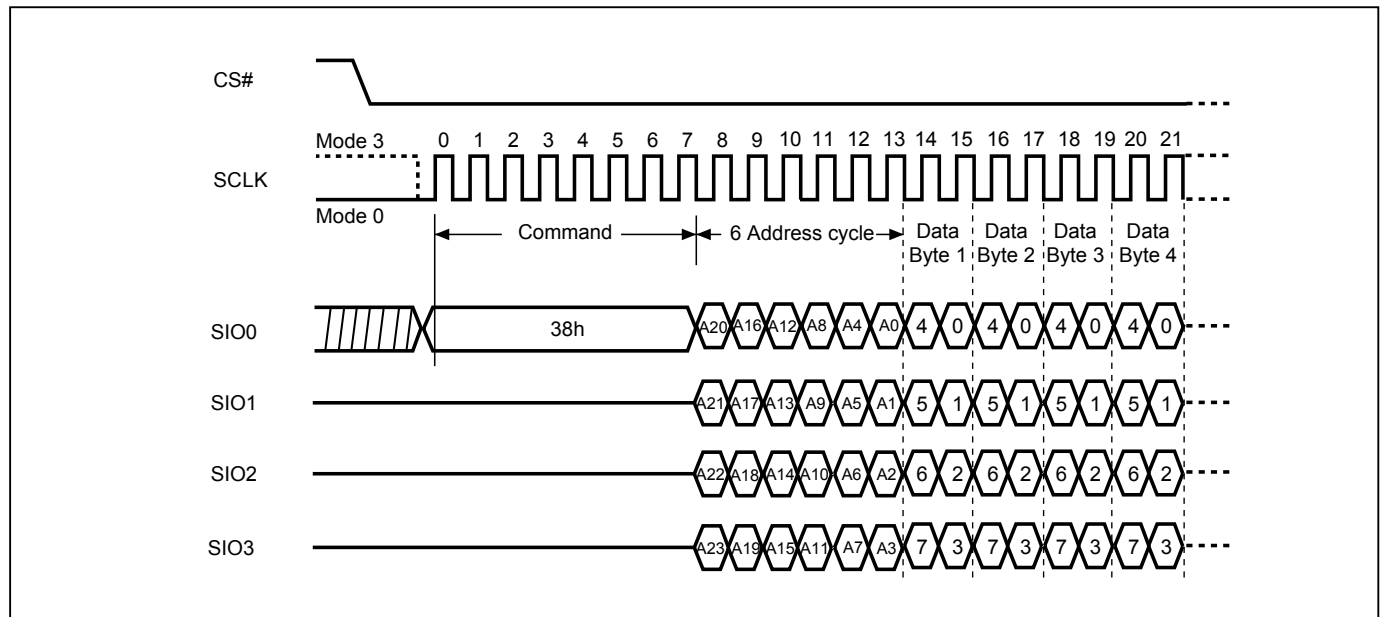 CS#
Mode 3
0 1 2 3 4 5 6 7 8 9 10 11 12 13 14 15 16 17 18 19 20 21
SCLK
Mode 0
Command
6 Address cycle
Data Byte 1
Data Byte 2
Data Byte 3
Data Byte 4
SIO0
38h
A20 A16 A12 A8 A4 A0 4 0 4 0 4 0 4 0
SIO1
A21 A17 A13 A9 A5 A1 5 1 5 1 5 1 5 1
SIO2
A22 A18 A14 A10 A6 A2 6 2 6 2 6 2 6 2
SIO3
A23 A19 A15 A11 A7 A3 7 3 7 3 7 3 7 3